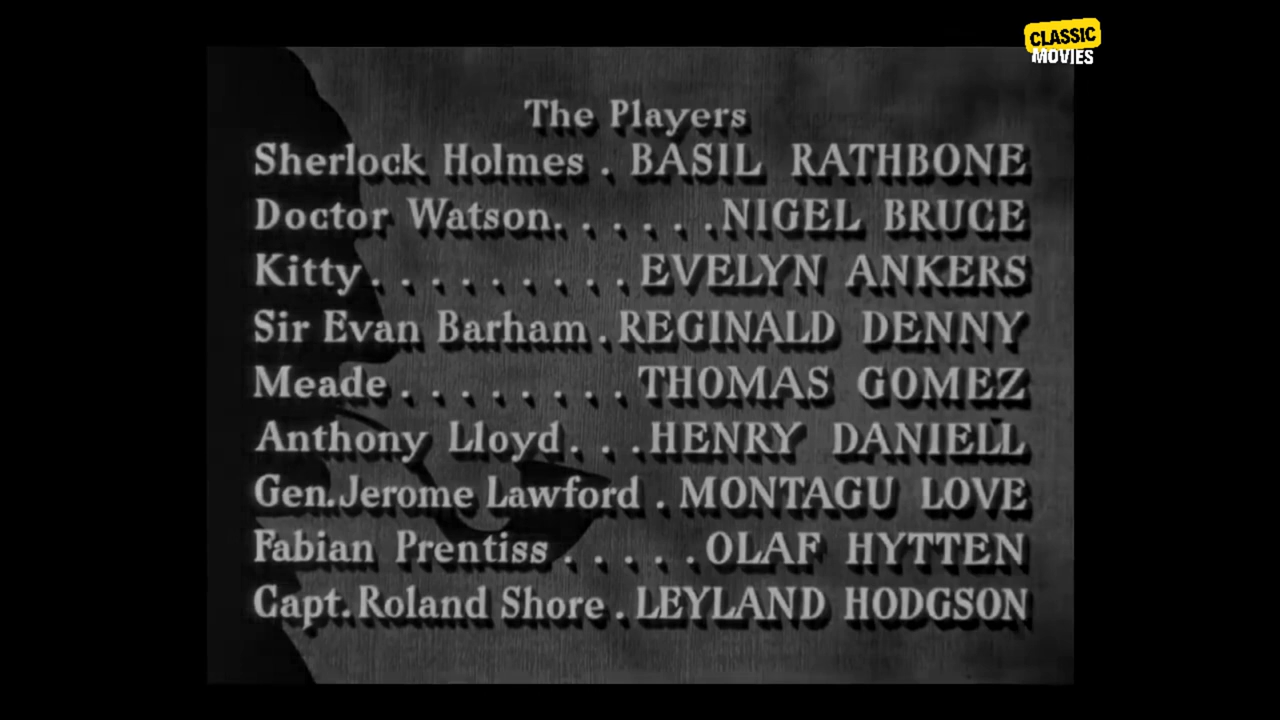 CLASSIC
MOVIES
The Players
Sherlock Holmes . BASIL RATHBONE
Doctor Watson. . . . . .NIGEL BRUCE
Kitty . . . . . . . . . EVELYN ANKERS
Sir Evan Barham . REGINALD DENNY
Meade . . . . . . . . THOMAS GOMEZ
Anthony Lloyd . . . HENRY DANIELL
Gen. Jerome Lawford . MONTAGU LOVE
Fabian Prentiss . . . . . OLAF HYTTEN
Capt. Roland Shore . LEYLAND HODGSON